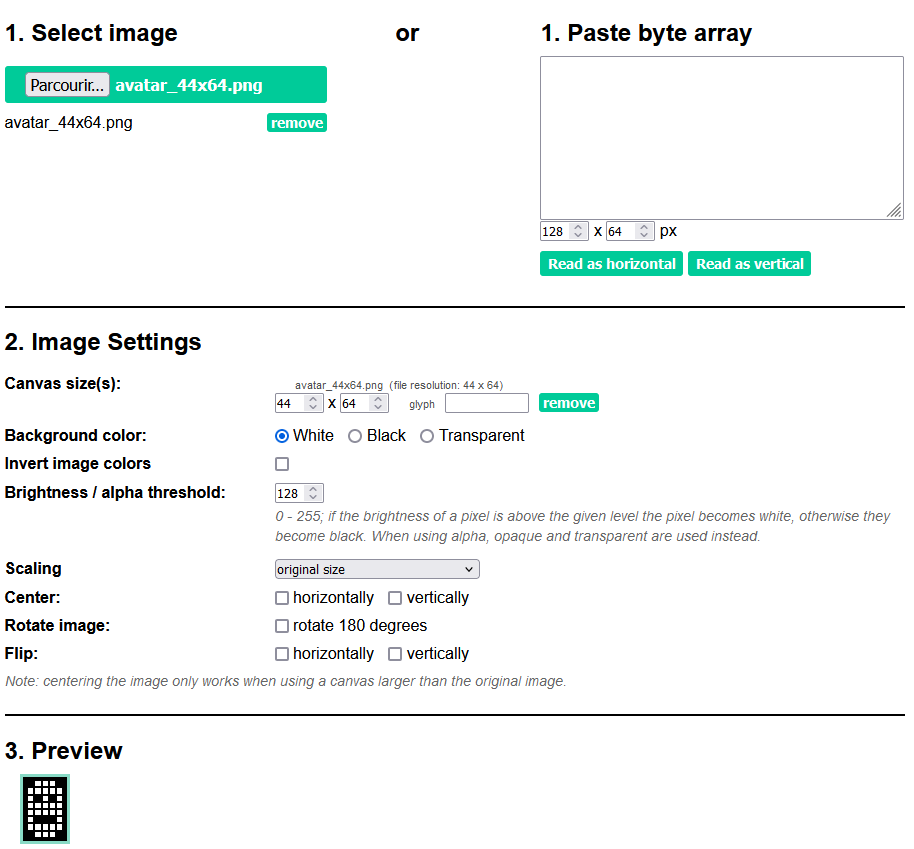 1. Select image
or
1. Paste byte array
Parcourir... avatar_44x64.png
avatar_44x64.png remove
128 x 64 px
Read as horizontal Read as vertical
2. Image Settings
Canvas size(s):
avatar_44x64.png (file resolution: 44 x 64)
44 x 64 glyph remove
Background color: White Black Transparent
Invert image colors
Brightness / alpha threshold: 128
0 - 255; if the brightness of a pixel is above the given level the pixel becomes white, otherwise they
become black. When using alpha, opaque and transparent are used instead.
Scaling original size
Center: horizontally vertically
Rotate image: rotate 180 degrees
Flip: horizontally vertically
Note: centering the image only works when using a canvas larger than the original image.
3. Preview